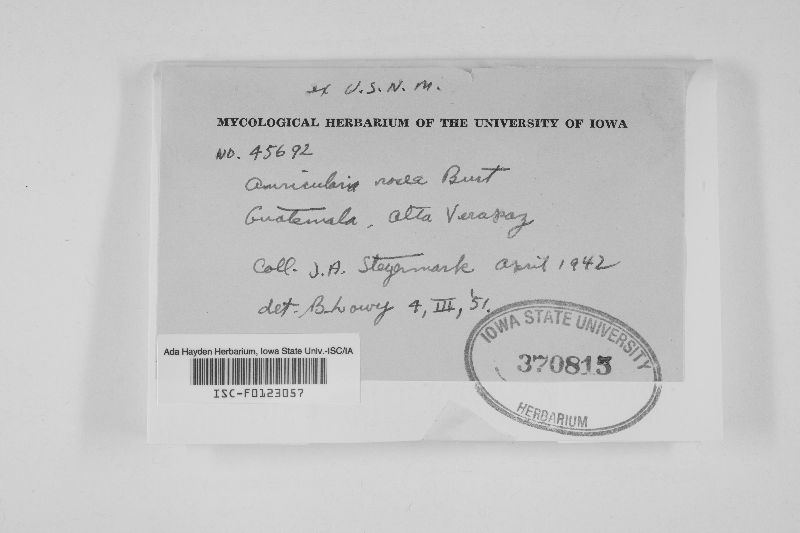 ex U.S.N.M.
MYCOLOGICAL HERBARIUM OF THE UNIVERSITY OF IOWA
NO. 45692
Auricularia rosea Burt
Guatemala, Alta Verapaz
Coll. J.A. Steyermark April 1942
det. B. Lowy 4, III, '51.
IOWA STATE UNIVERSITY
370815
HERBARIUM
Ada Hayden Herbarium, Iowa State Univ.-ISC/IA
ISC-F0123057